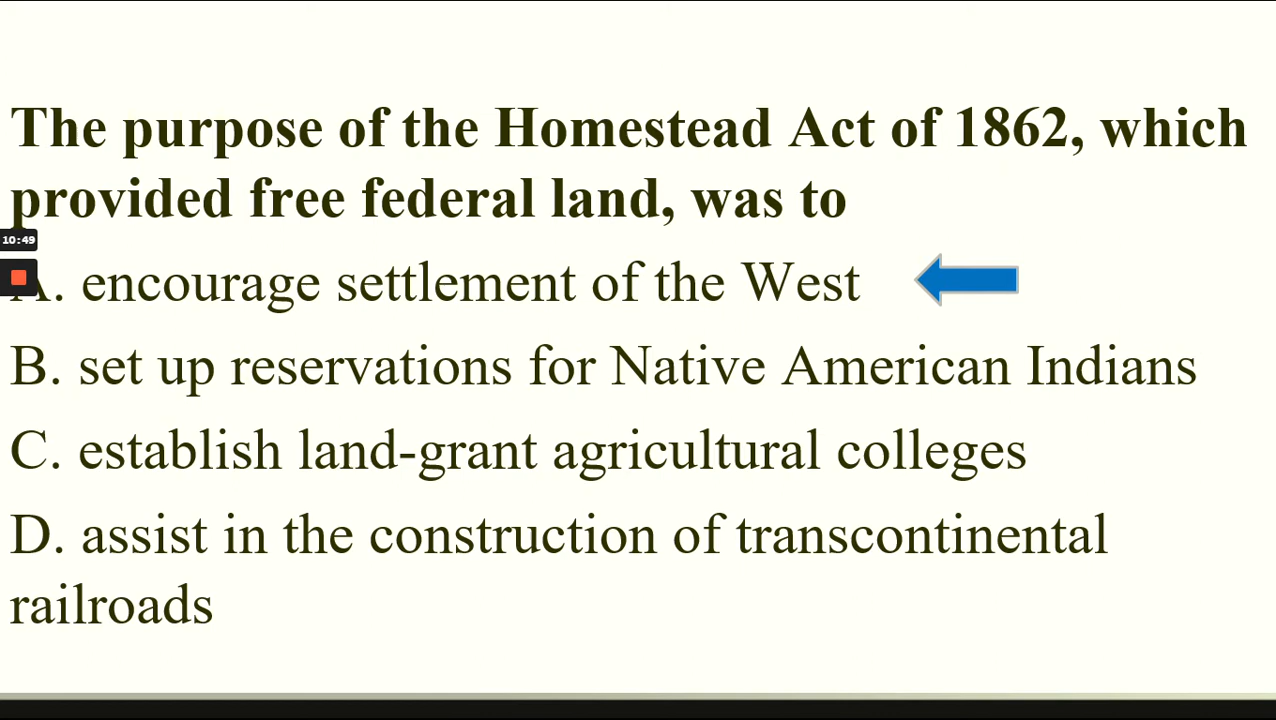 The purpose of the Homestead Act of 1862, which
provided free federal land, was to
10:49
A. encourage settlement of the West
B. set up reservations for Native American Indians
C. establish land-grant agricultural colleges
D. assist in the construction of transcontinental
railroads